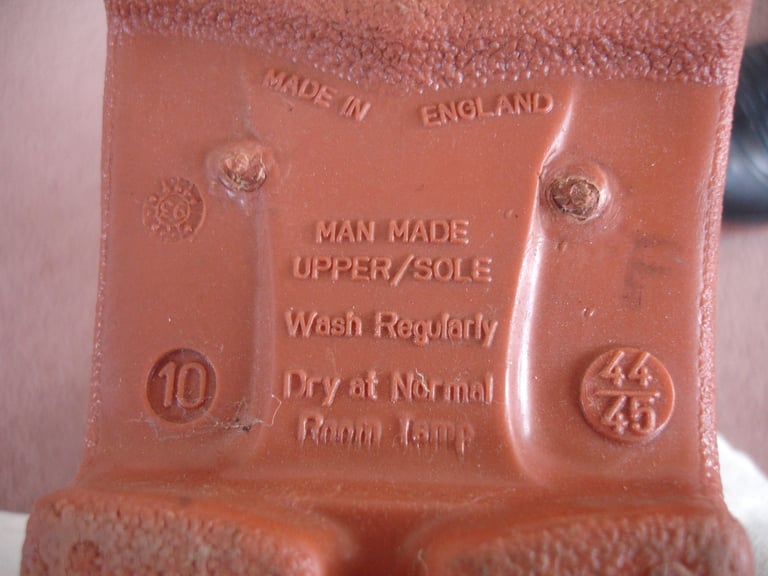 MADE IN ENGLAND
MAN MADE
UPPER/SOLE
Wash Regularly
10
44
45
Dry at Normal
Room Temp